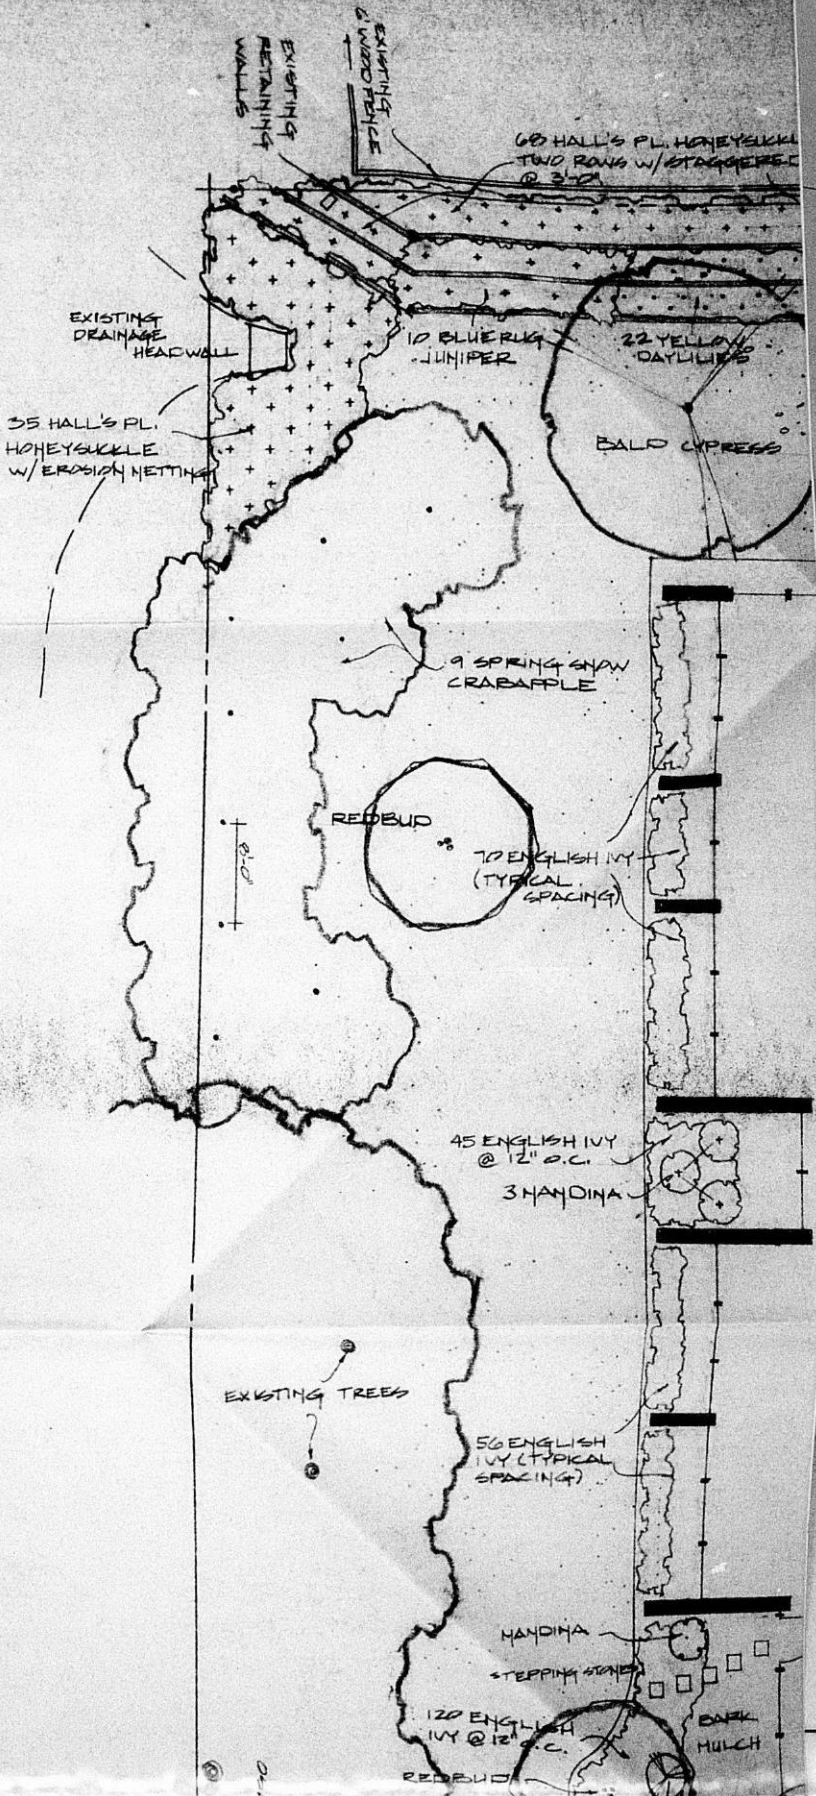 EXISTING
6' WOOD FENCE
EXISTING
RETAINING
WALLS
68 HALL'S PL. HONEYSUCKL
TWO ROWS W/ STAGGERED
@ 3'-0"
EXISTING
DRAINAGE
HEADWALL
10 BLUE RUG
JUNIPER
22 YELLOW
DAYLILIES
35 HALL'S PL.
HONEYSUCKLE
W/ EROSION NETTING
BALD CYPRESS
9 SPRING SNOW
CRABAPPLE
REDBUD
8'-0"
70 ENGLISH IVY
(TYPICAL
SPACING)
45 ENGLISH IVY
@ 12" O.C.
3 NANDINA
EXISTING TREES
56 ENGLISH
IVY (TYPICAL
SPACING)
NANDINA
STEPPING STONES
120 ENGLISH
IVY @ 12" O.C.
BARK
MULCH
REDBUD